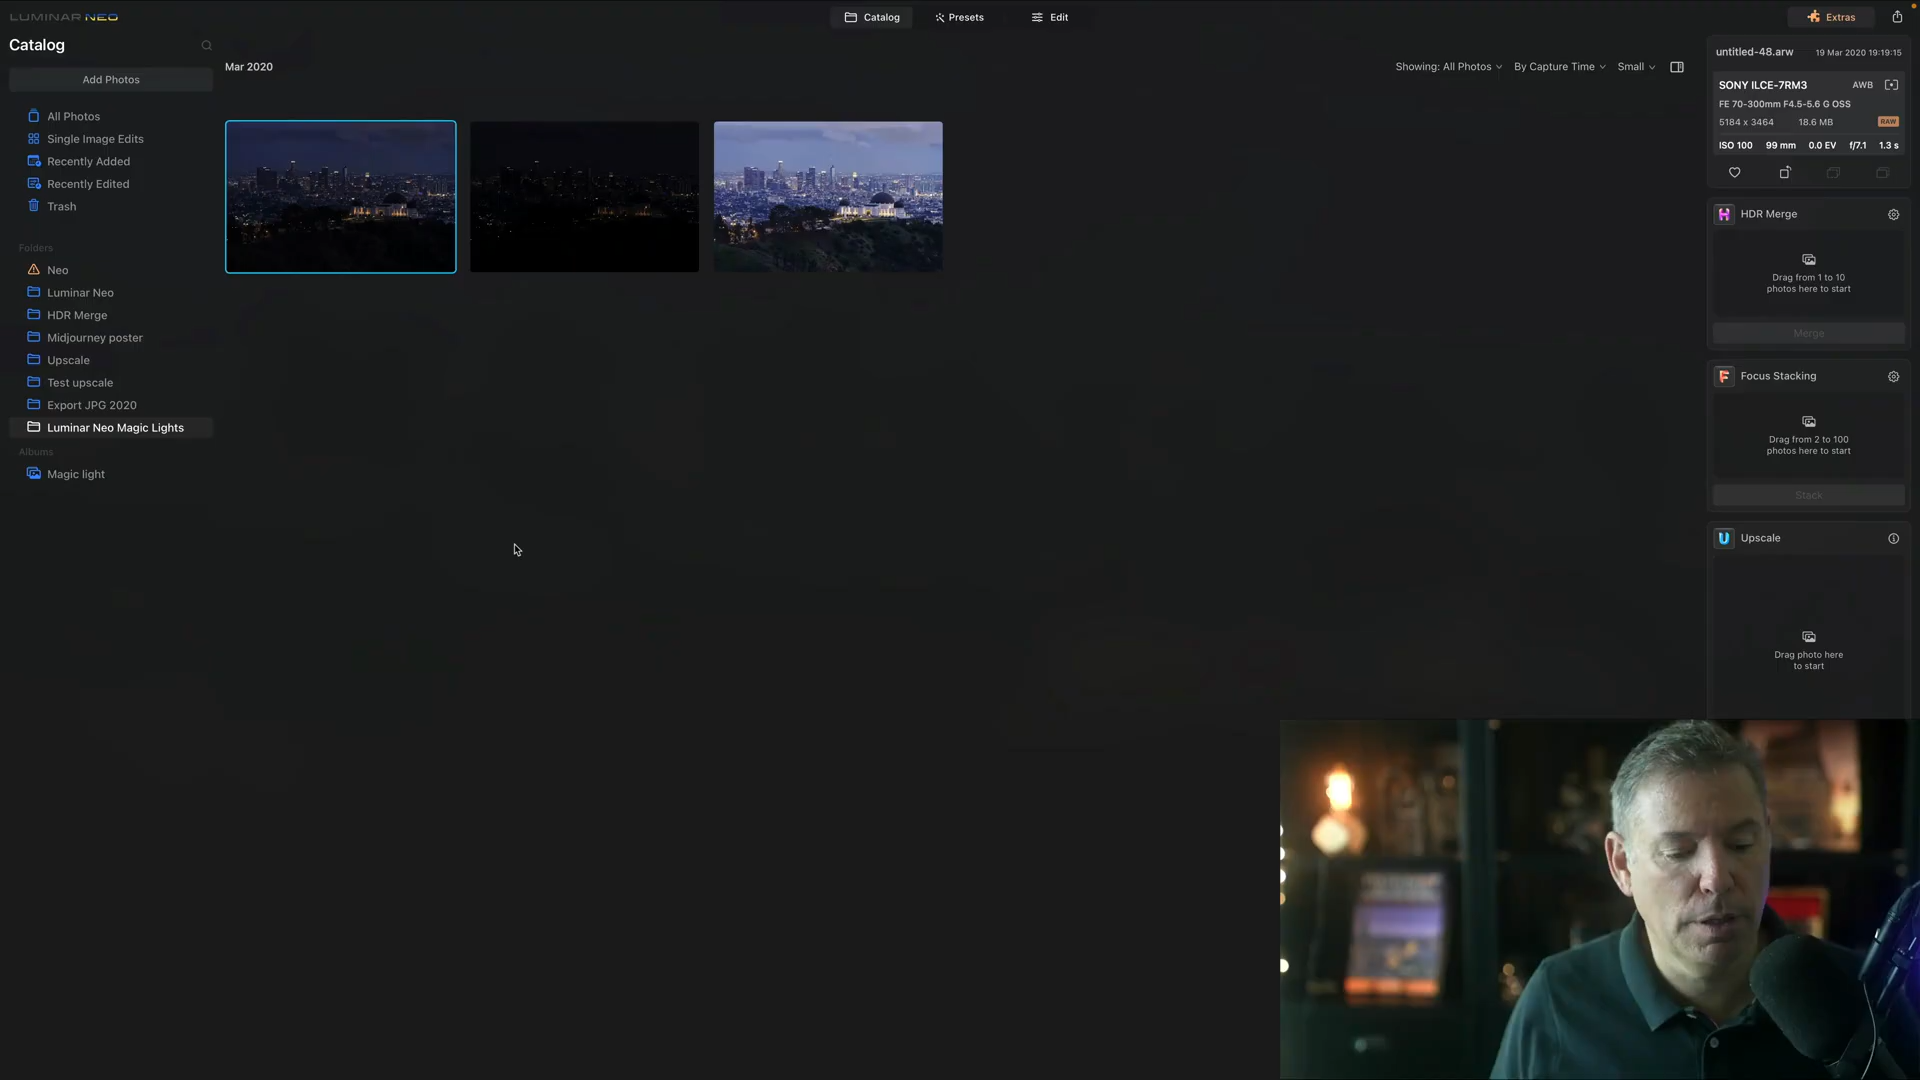 LUMINAR NEO
Catalog
Presets
Edit
Extras
Catalog
Add Photos
All Photos
Single Image Edits
Recently Added
Recently Edited
Trash
Folders
Neo
Luminar Neo
HDR Merge
Midjourney poster
Upscale
Test upscale
Export JPG 2020
Luminar Neo Magic Lights
Albums
Magic light
Mar 2020
Showing: All Photos
By Capture Time
Small
untitled-48.arw 19 Mar 2020 19:19:15
SONY ILCE-7RM3 AWB
FE 70-300mm F4.5-5.6 G OSS
5184 x 3464 18.6 MB RAW
ISO 100 99 mm 0.0 EV f/7.1 1.3 s
HDR Merge
Drag from 1 to 10
photos here to start
Merge
Focus Stacking
Drag from 2 to 100
photos here to start
Stack
Upscale
Drag photo here
to start